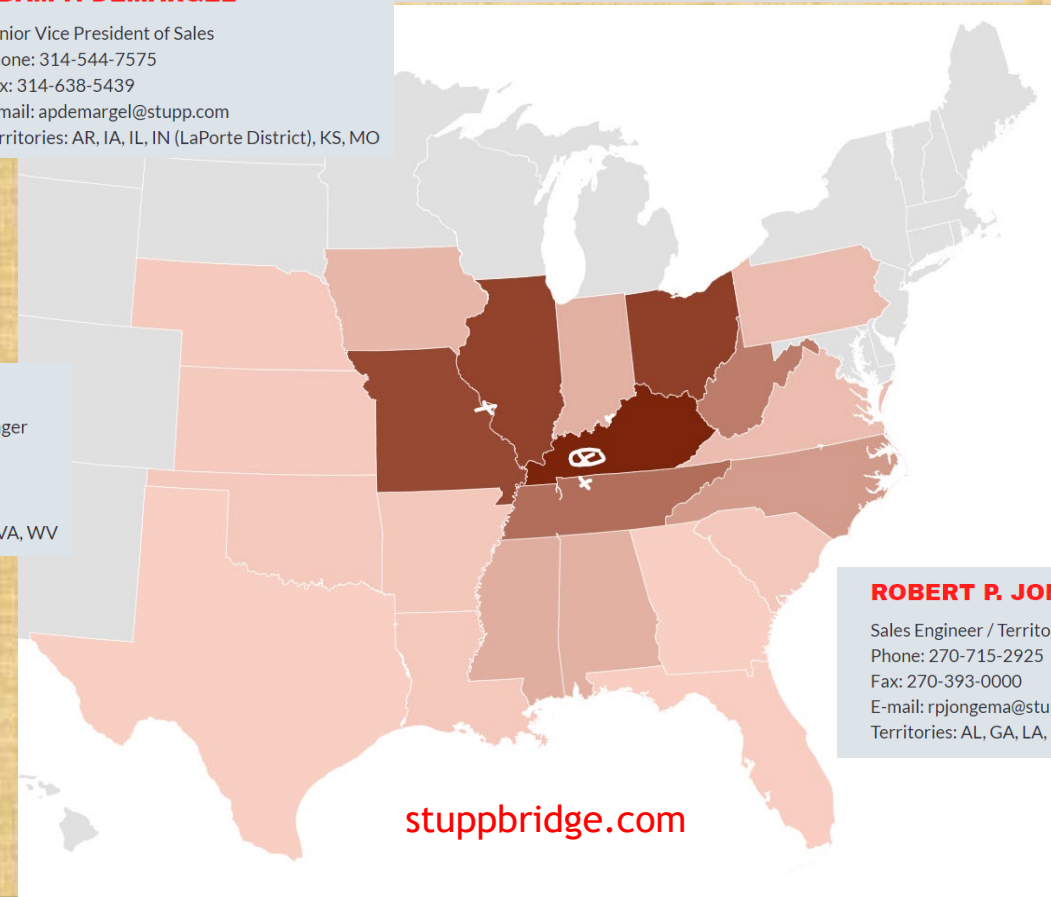 nior Vice President of Sales
one: 314-544-7575
x: 314-638-5439
mail: apdemargel@stupp.com
rritories: AR, IA, IL, IN (LaPorte District), KS, MO
ger
VA, WV
ROBERT P. JO
Sales Engineer / Territo
Phone: 270-715-2925
Fax: 270-393-0000
E-mail: rpjongema@stu
Territories: AL, GA, LA,
stuppbridge.com